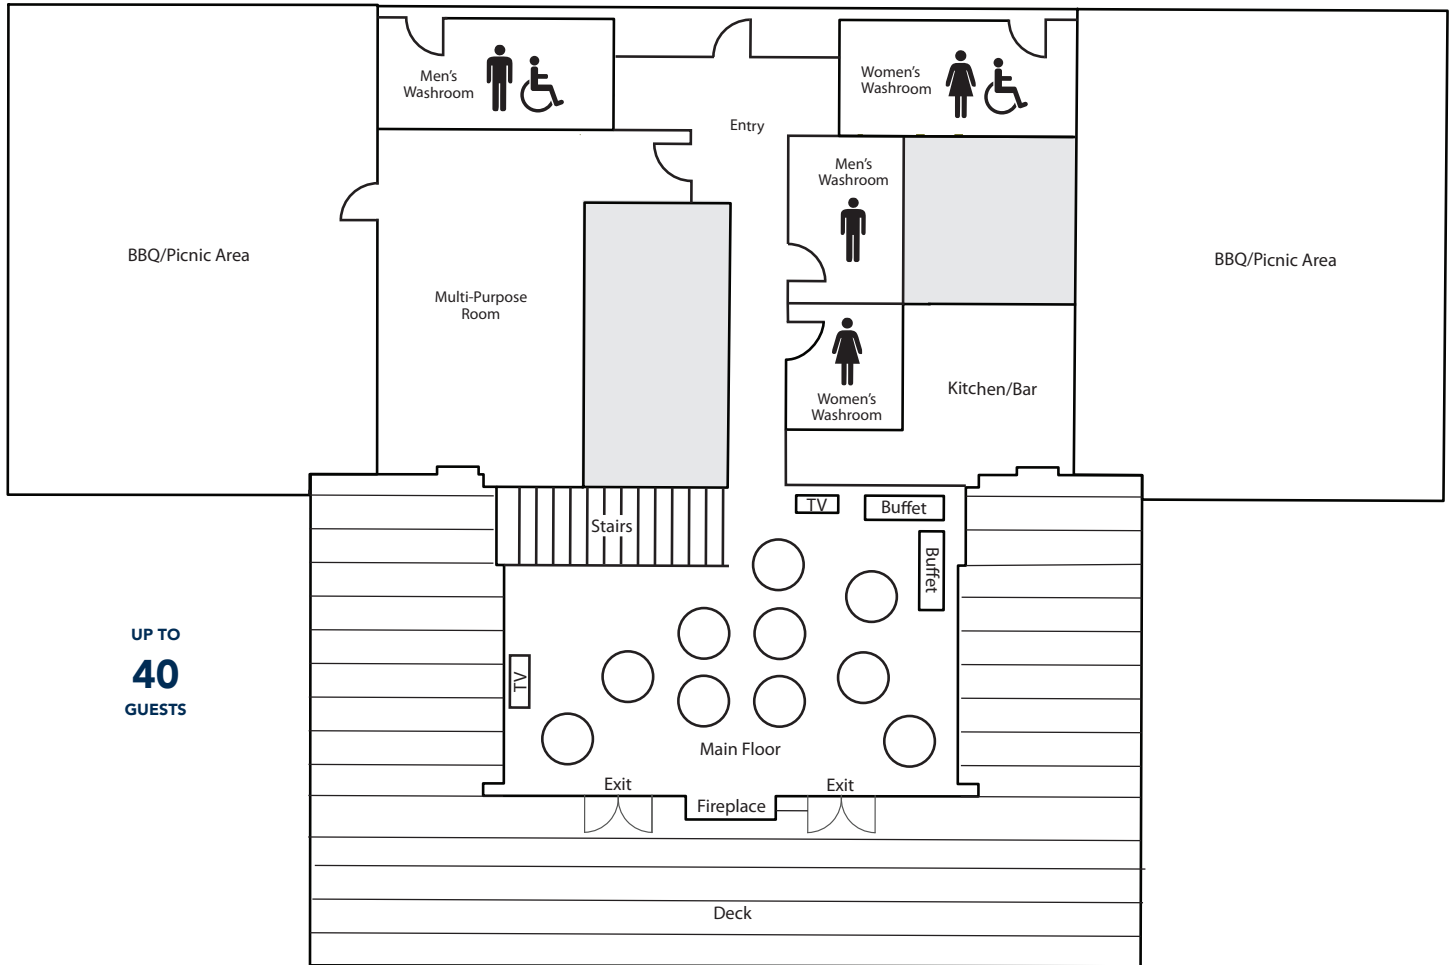 Men's
Washroom
Women's
Washroom
Entry
Men's
Washroom
BBQ/Picnic Area
BBQ/Picnic Area
Multi-Purpose
Room
Kitchen/Bar
Women's
Washroom
TV
Buffet
Stairs
Buffet
UP TO
40
GUESTS
TV
Main Floor
Exit
Exit
Fireplace
Deck